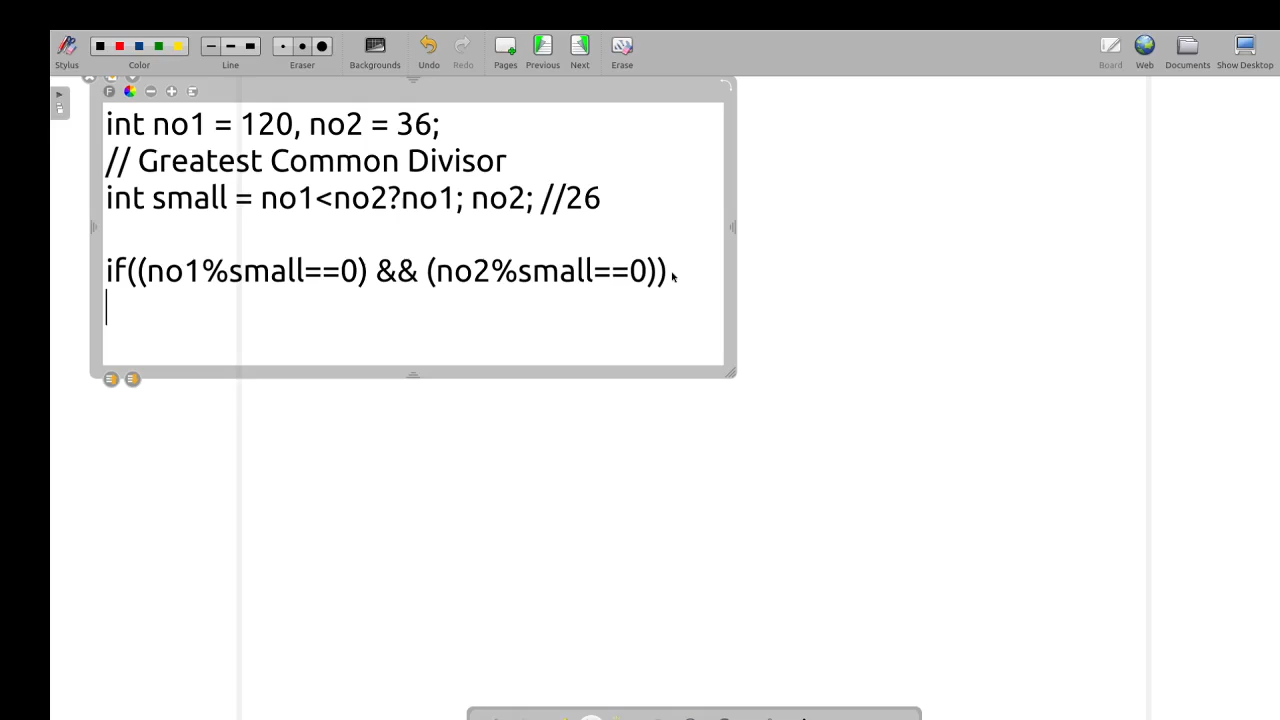 Stylus Color Line Eraser Backgrounds Undo Redo Pages Previous Next Erase Board Web Documents Show Desktop
int no1 = 120, no2 = 36;
// Greatest Common Divisor
int small = no1<no2?no1; no2; //26
if((no1%small==0) && (no2%small==0))